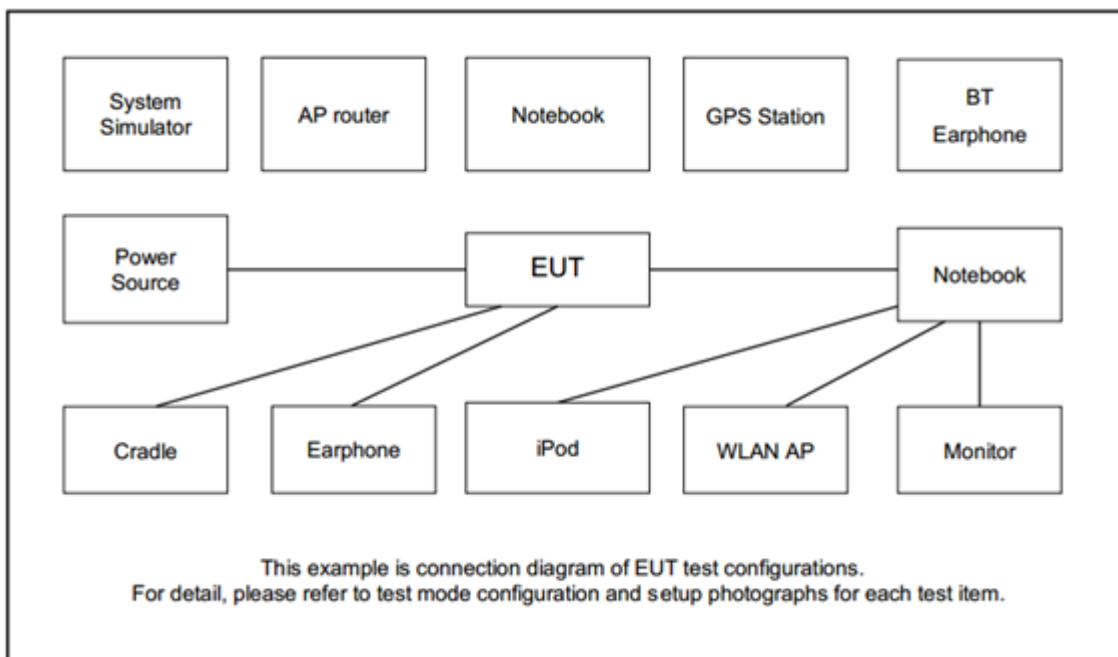 System
Simulator
AP router
Notebook
GPS Station
BT
Earphone
Power
Source
EUT
Notebook
Cradle
Earphone
iPod
WLAN AP
Monitor
This example is connection diagram of EUT test configurations.
For detail, please refer to test mode configuration and setup photographs for each test item.